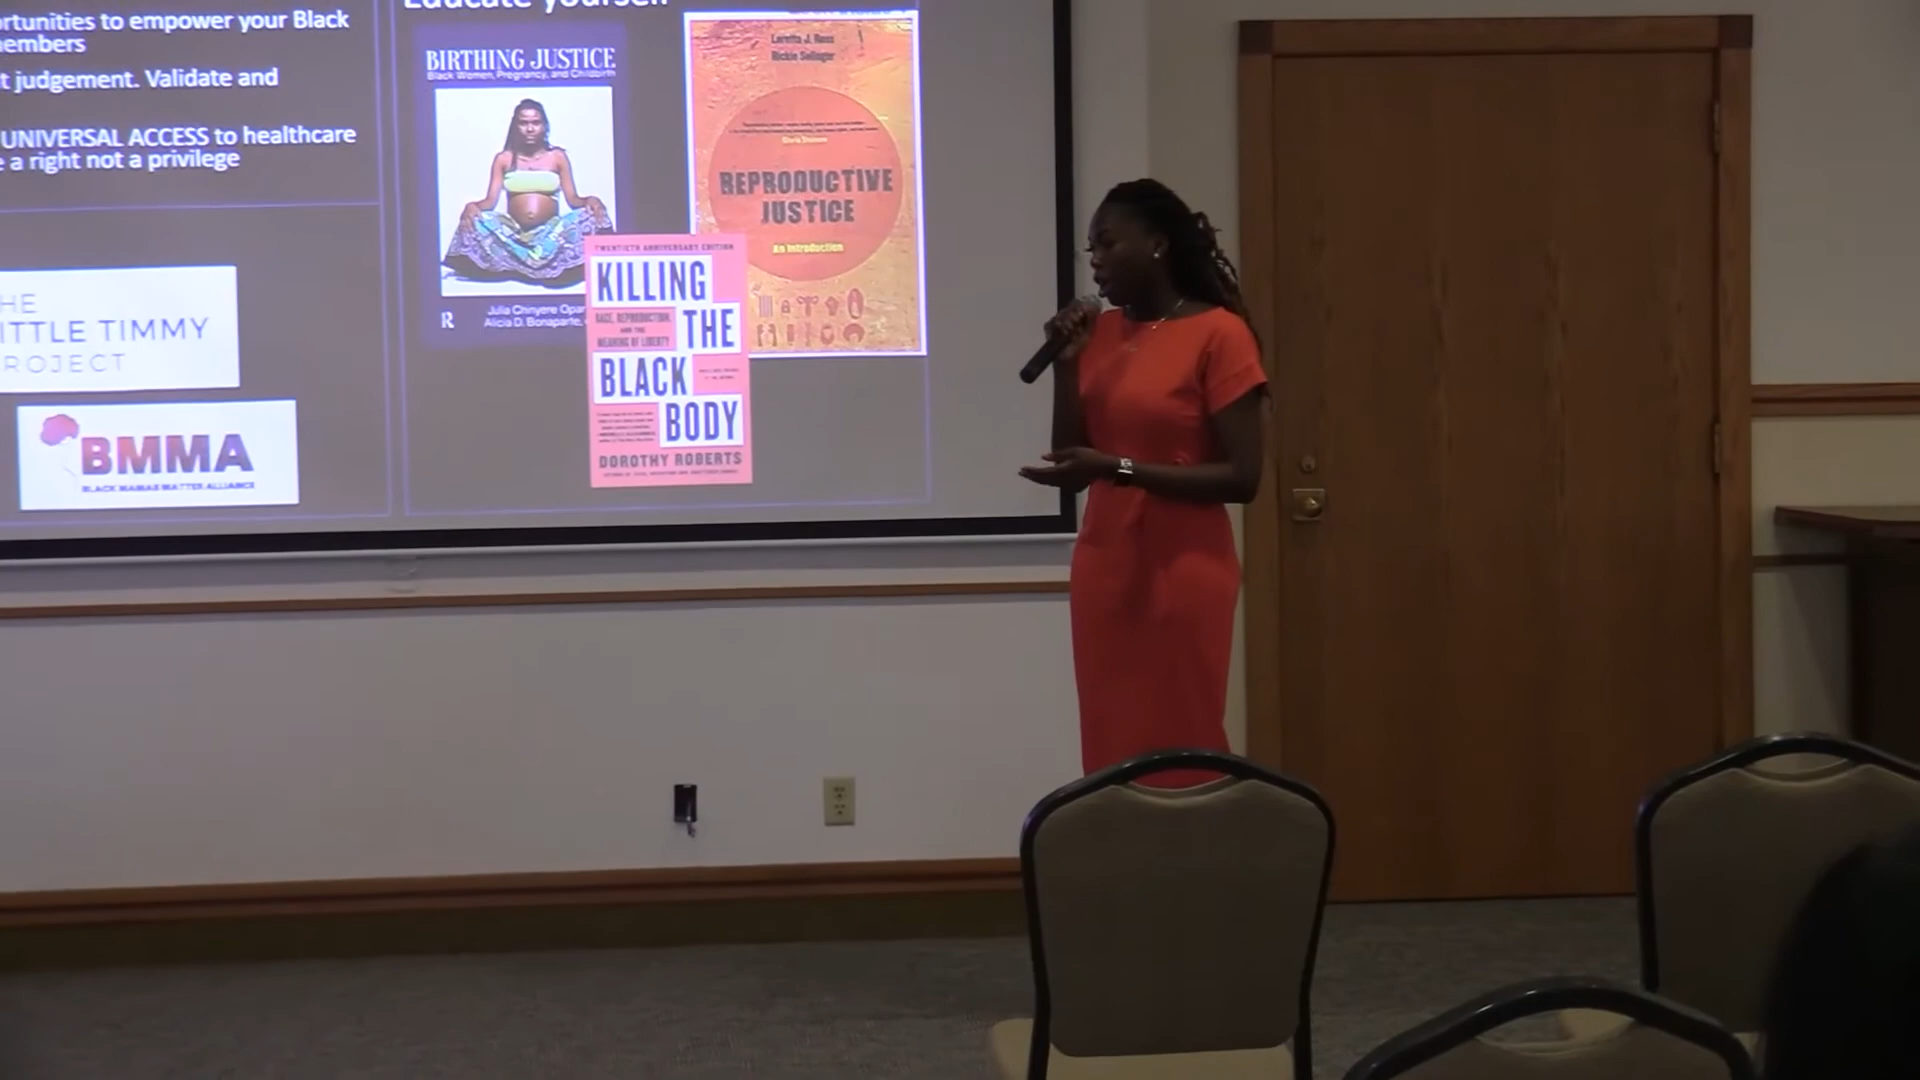 ortunities to empower your Black
embers
t judgement. Validate and
UNIVERSAL ACCESS to healthcare
e a right not a privilege
HE
ITTLE TIMMY
ROJECT
BMMA
BLACK MAMAS MATTER ALLIANCE
Educate yourself
BIRTHING JUSTICE
Black Women, Pregnancy, and Childbirth
Julia Chinyere Opar
Alicia D. Bonaparte,
R
Loretta J. Ross
Rickie Solinger
REPRODUCTIVE
JUSTICE
An Introduction
TWENTIETH ANNIVERSARY EDITION
KILLING
RACE, REPRODUCTION,
AND THE
MEANING OF LIBERTY
THE
BLACK
BODY
DOROTHY ROBERTS